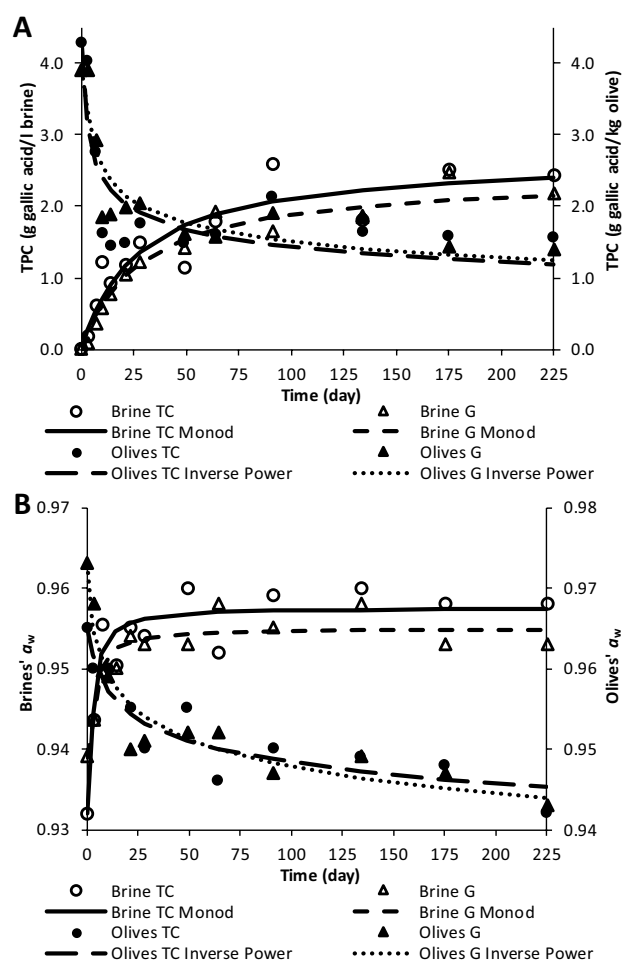 A
4.0 4.0
3.0 3.0
2.0 2.0
1.0 1.0
0.0 0.0
TPC (g gallic acid/l brine)
TPC (g gallic acid/kg olive)
0 25 50 75 100 125 150 175 200 225
Time (day)
Brine TC Brine G
Brine TC Monod Brine G Monod
Olives TC Olives G
Olives TC Inverse Power Olives G Inverse Power
B
0.97 0.98
0.96 0.97
0.95 0.96
0.94 0.95
0.93 0.94
Brines' αw
Olives' αw
0 25 50 75 100 125 150 175 200 225
Time (day)
Brine TC Brine G
Brine TC Monod Brine G Monod
Olives TC Olives G
Olives TC Inverse Power Olives G Inverse Power